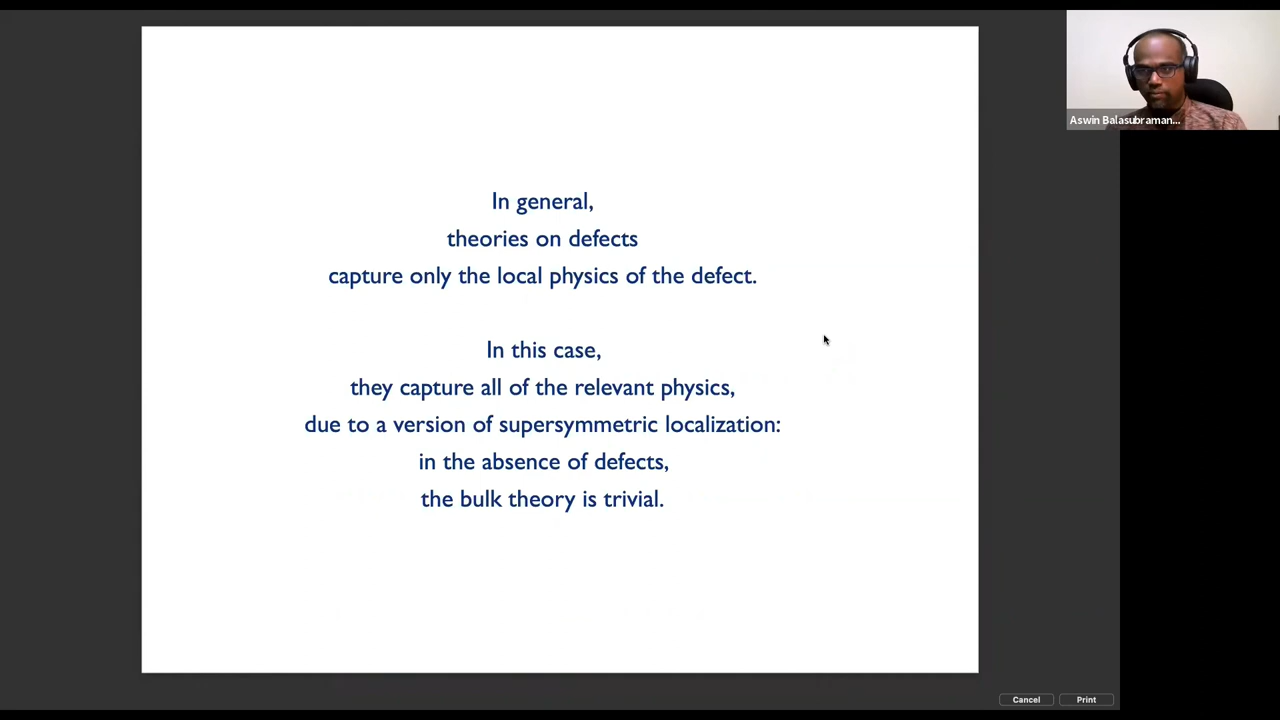 Aswin Balasubraman...
In general,
theories on defects
capture only the local physics of the defect.
In this case,
they capture all of the relevant physics,
due to a version of supersymmetric localization:
in the absence of defects,
the bulk theory is trivial.
Cancel
Print